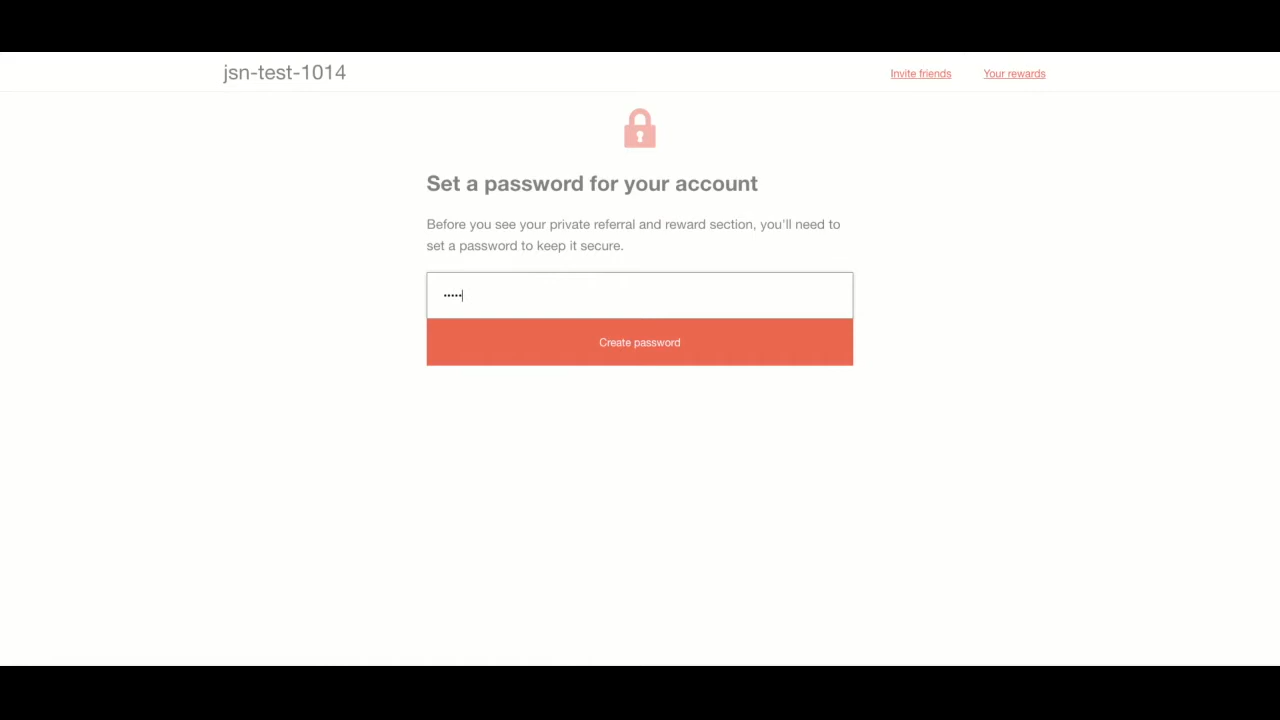 jsn-test-1014
Invite friends
Your rewards
Set a password for your account
Before you see your private referral and reward section, you'll need to
set a password to keep it secure.
•••••
Create password